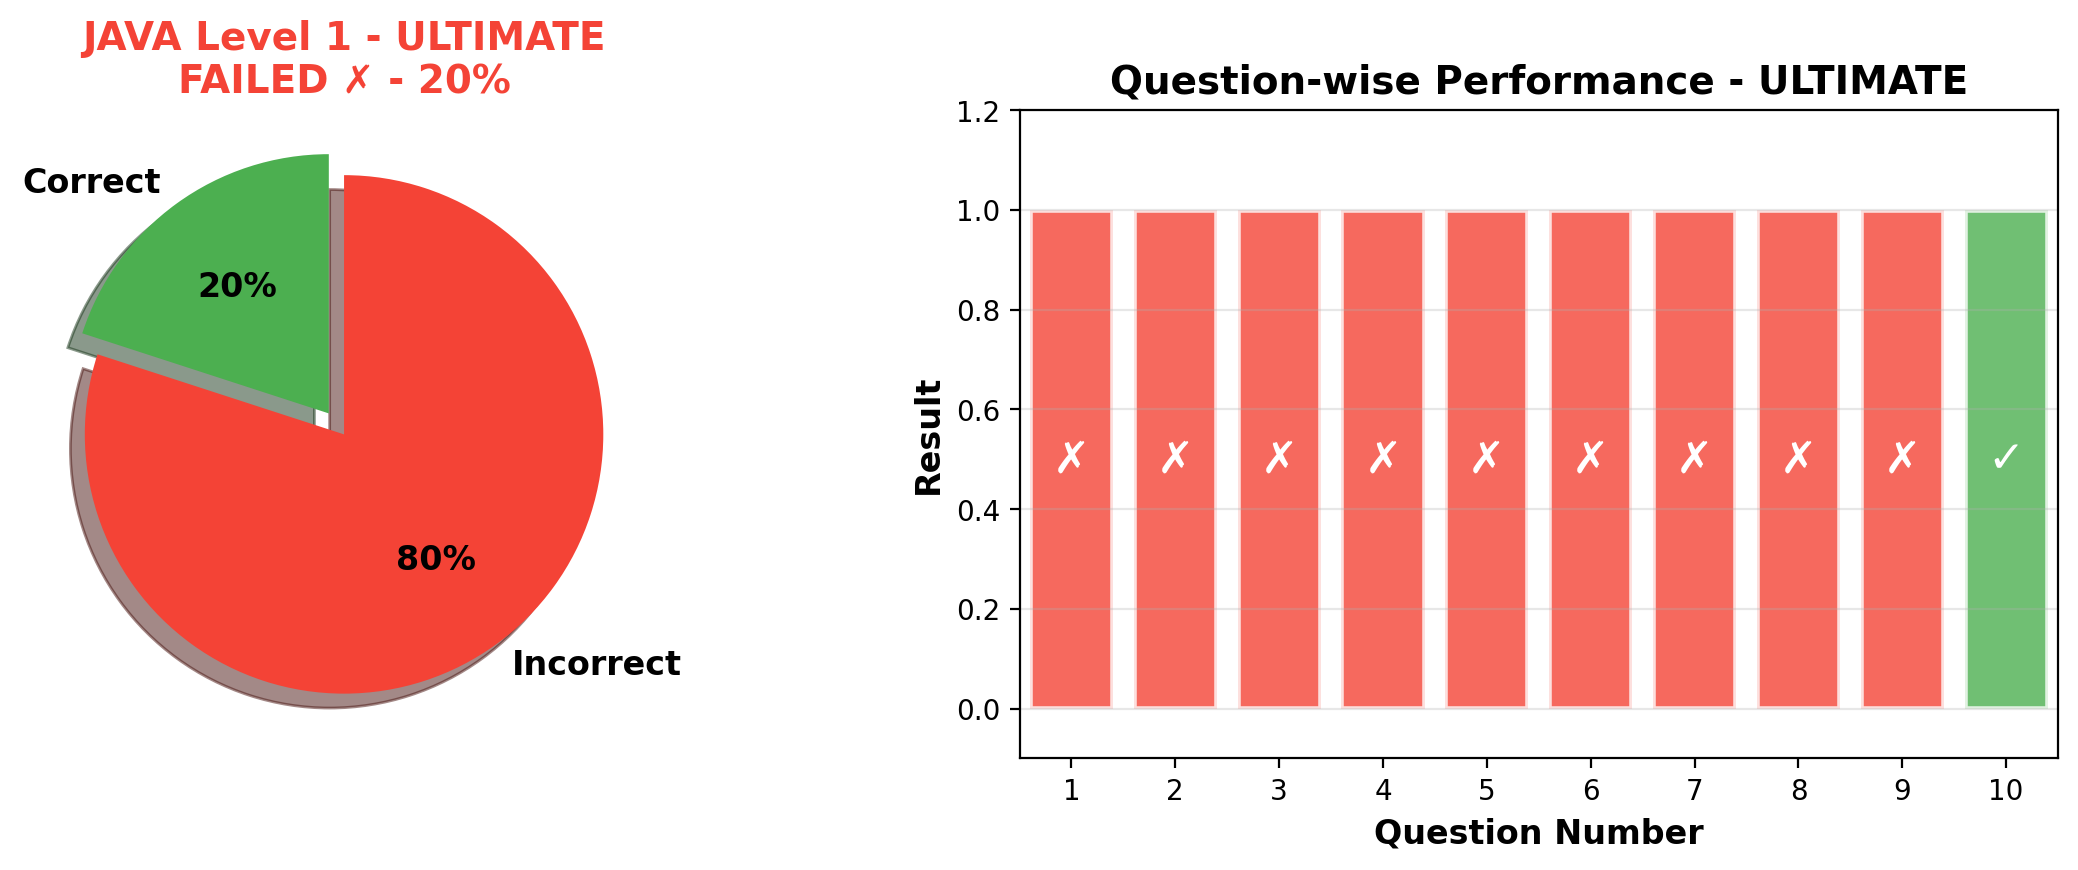 JAVA Level 1 - ULTIMATE
FAILED ✗ - 20%
Correct
20%
80%
Incorrect
Question-wise Performance - ULTIMATE
1.2
1.0
0.8
0.6
0.4
0.2
0.0
Result
✗ ✗ ✗ ✗ ✗ ✗ ✗ ✗ ✗ ✓
1 2 3 4 5 6 7 8 9 10
Question Number